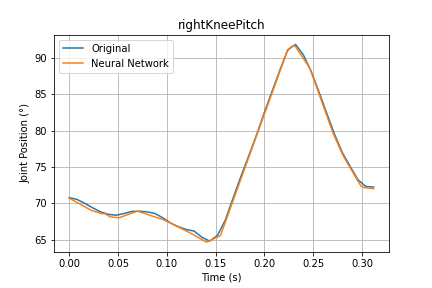 rightKneePitch
Original
Neural Network
Joint Position (°)
90
85
80
75
70
65
0.00 0.05 0.10 0.15 0.20 0.25 0.30
Time (s)